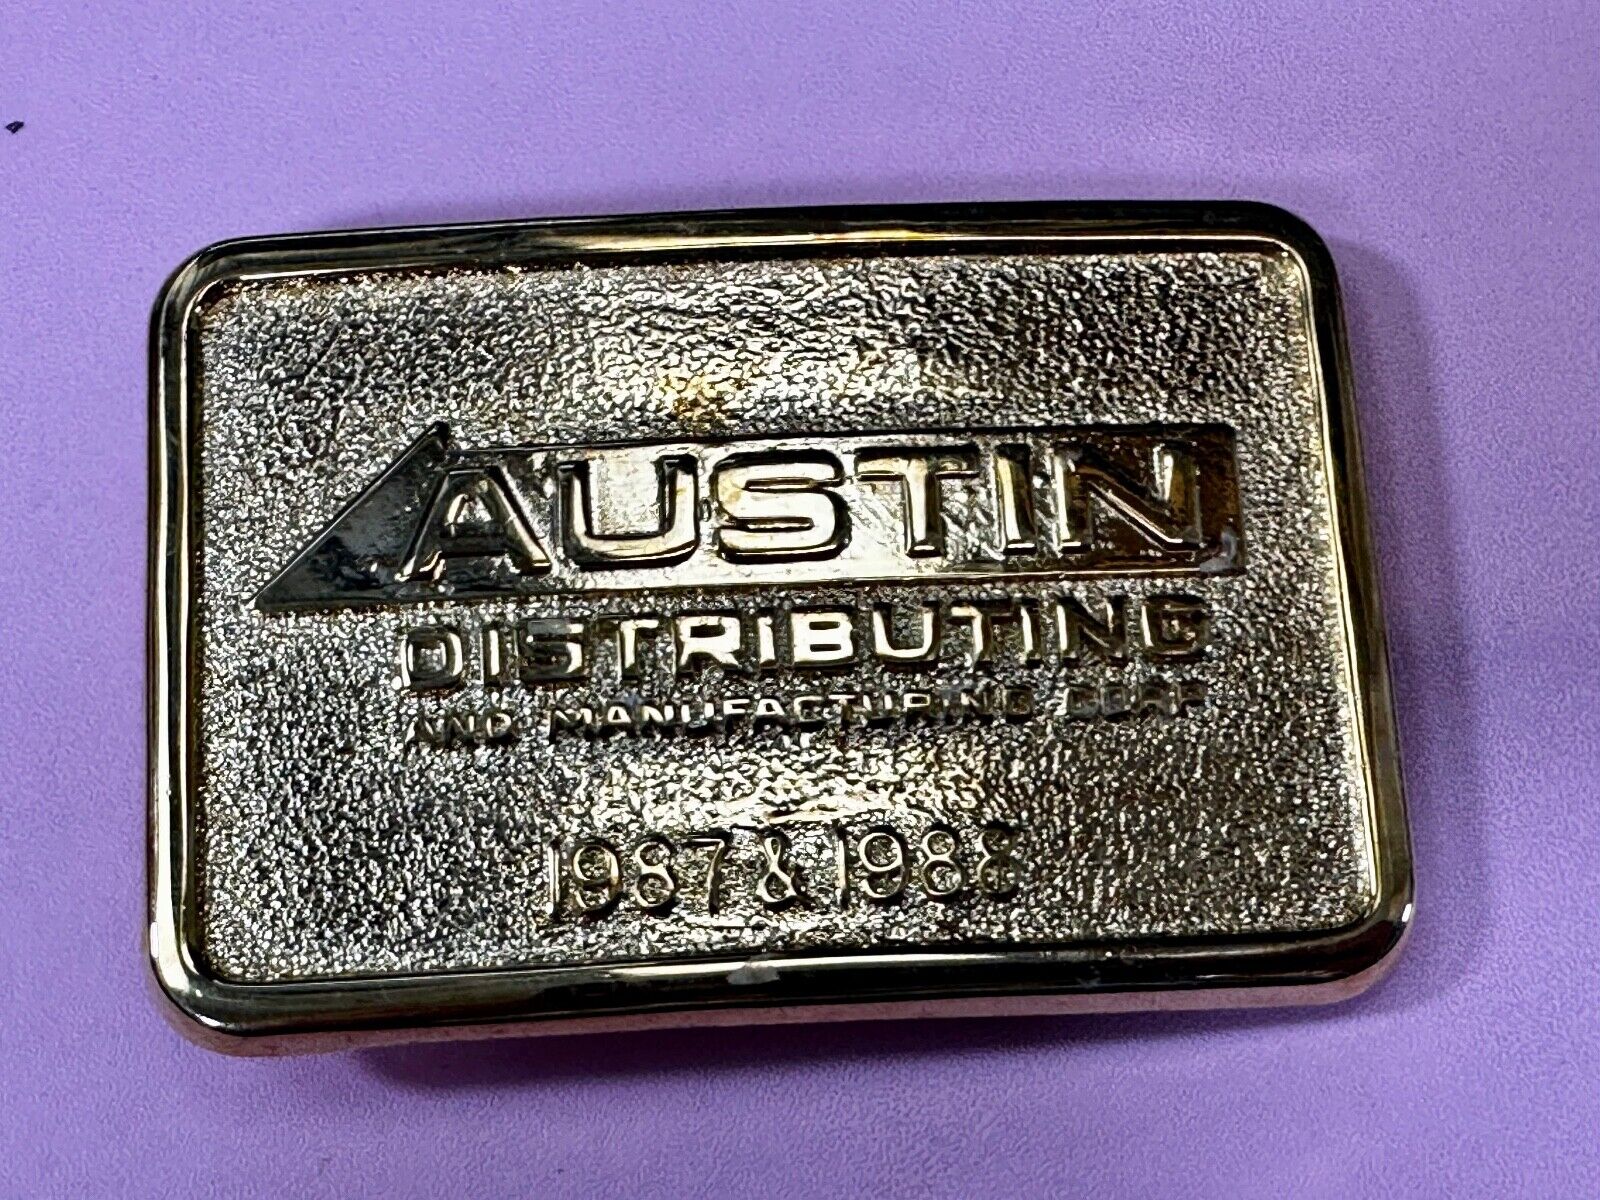 AUSTIN
DISTRIBUTING
AND MANUFACTURING CORP
1987 & 1988